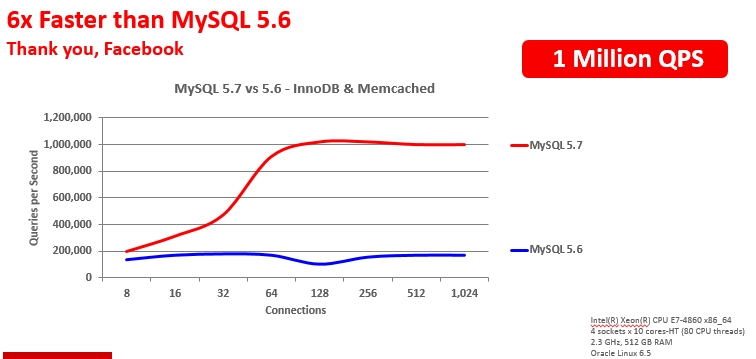 6x Faster than MySQL 5.6
Thank you, Facebook
1 Million QPS
MySQL 5.7 vs 5.6 - InnoDB & Memcached
1,200,000
1,000,000
800,000
600,000
400,000
200,000
0
Queries per Second
8 16 32 64 128 256 512 1,024
Connections
MySQL 5.7
MySQL 5.6
Intel(R) Xeon(R) CPU E7-4860 x86_64
4 sockets x 10 cores-HT (80 CPU threads)
2.3 GHz, 512 GB RAM
Oracle Linux 6.5